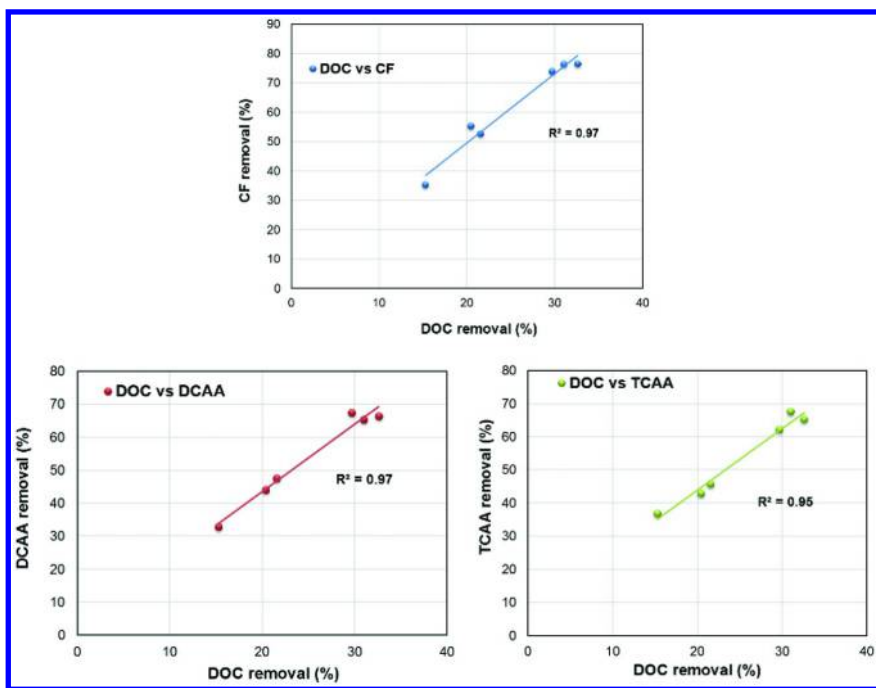 90
80
70
60
50
40
30
20
10
0
DOC vs CF
R² = 0.97
CF removal (%)
0 10 20 30 40
DOC removal (%)
80
70
60
50
40
30
20
10
0
DOC vs DCAA
R² = 0.97
DCAA removal (%)
0 10 20 30 40
DOC removal (%)
80
70
60
50
40
30
20
10
0
DOC vs TCAA
R² = 0.95
TCAA removal (%)
0 10 20 30 40
DOC removal (%)